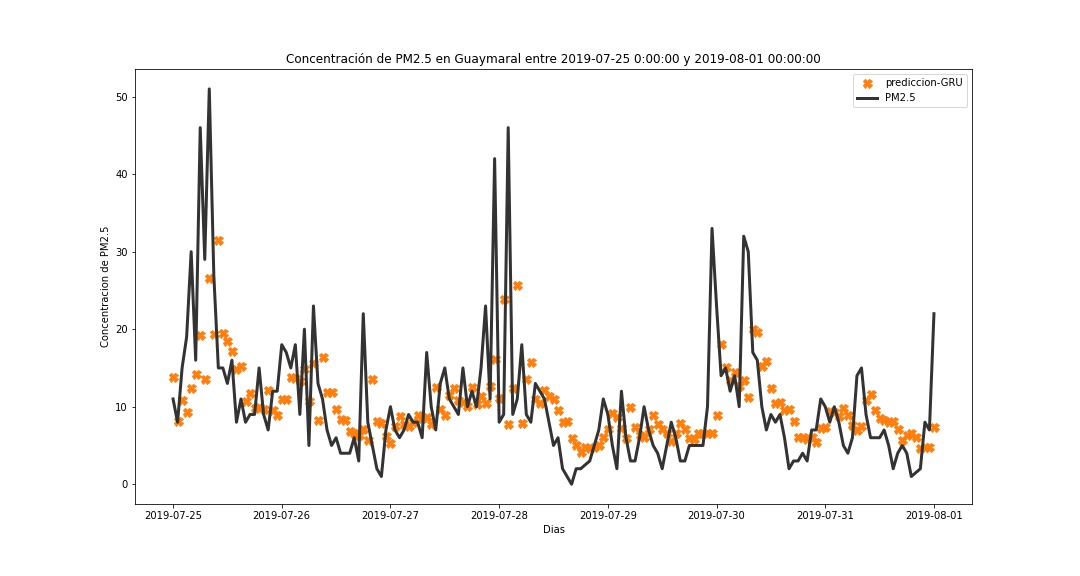 Concentración de PM2.5 en Guaymaral entre 2019-07-25 0:00:00 y 2019-08-01 00:00:00
prediccion-GRU
PM2.5
Concentracion de PM2.5
50
40
30
20
10
0
2019-07-25 2019-07-26 2019-07-27 2019-07-28 2019-07-29 2019-07-30 2019-07-31 2019-08-01
Dias